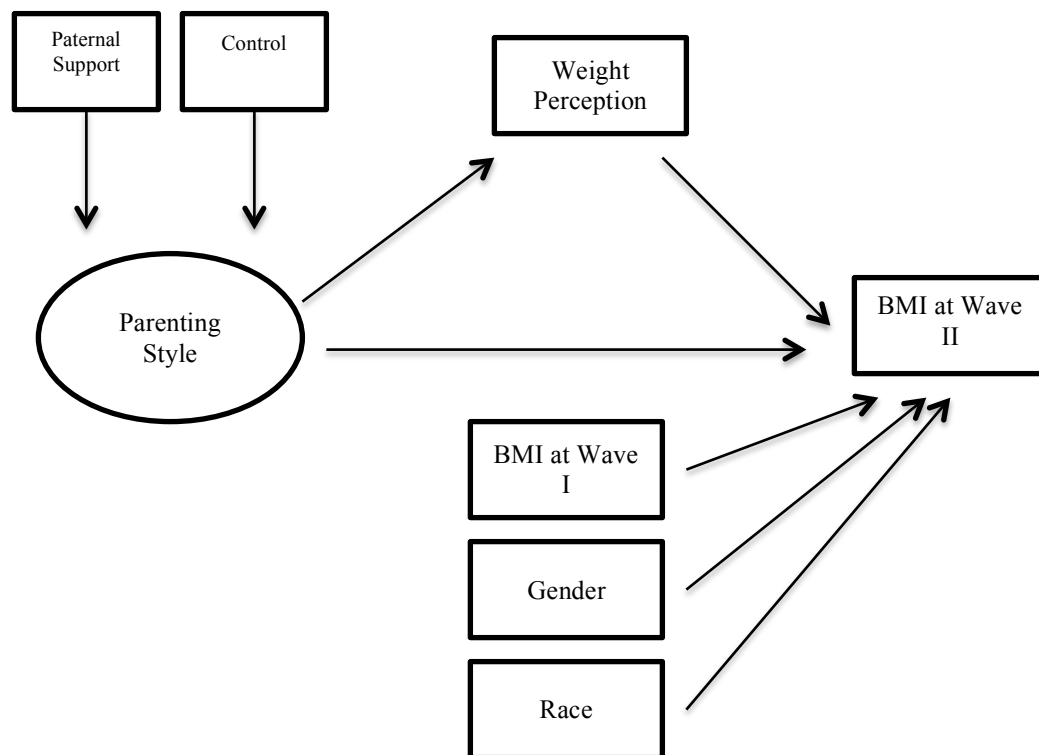 Paternal
Support
Control
Weight
Perception
Parenting
Style
BMI at Wave
II
BMI at Wave
I
Gender
Race